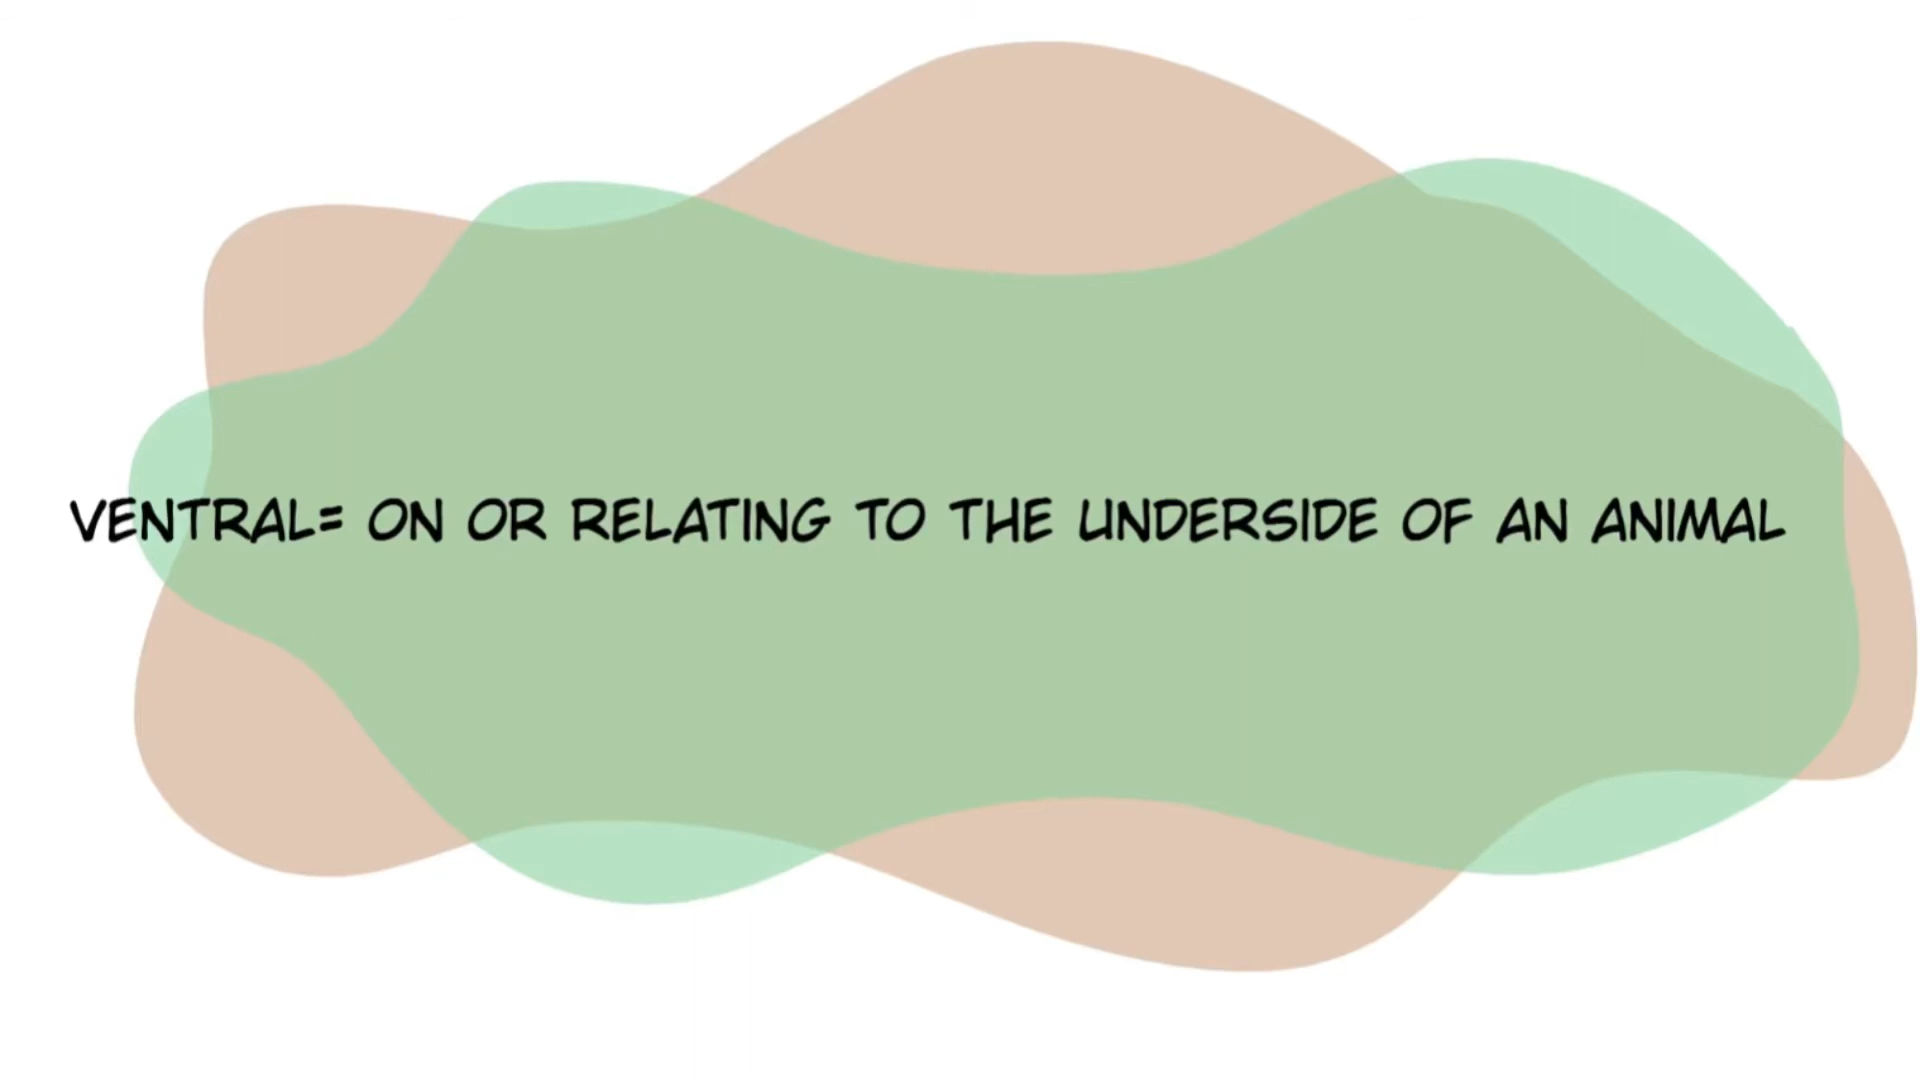 VENTRAL= ON OR RELATING TO THE UNDERSIDE OF AN ANIMAL